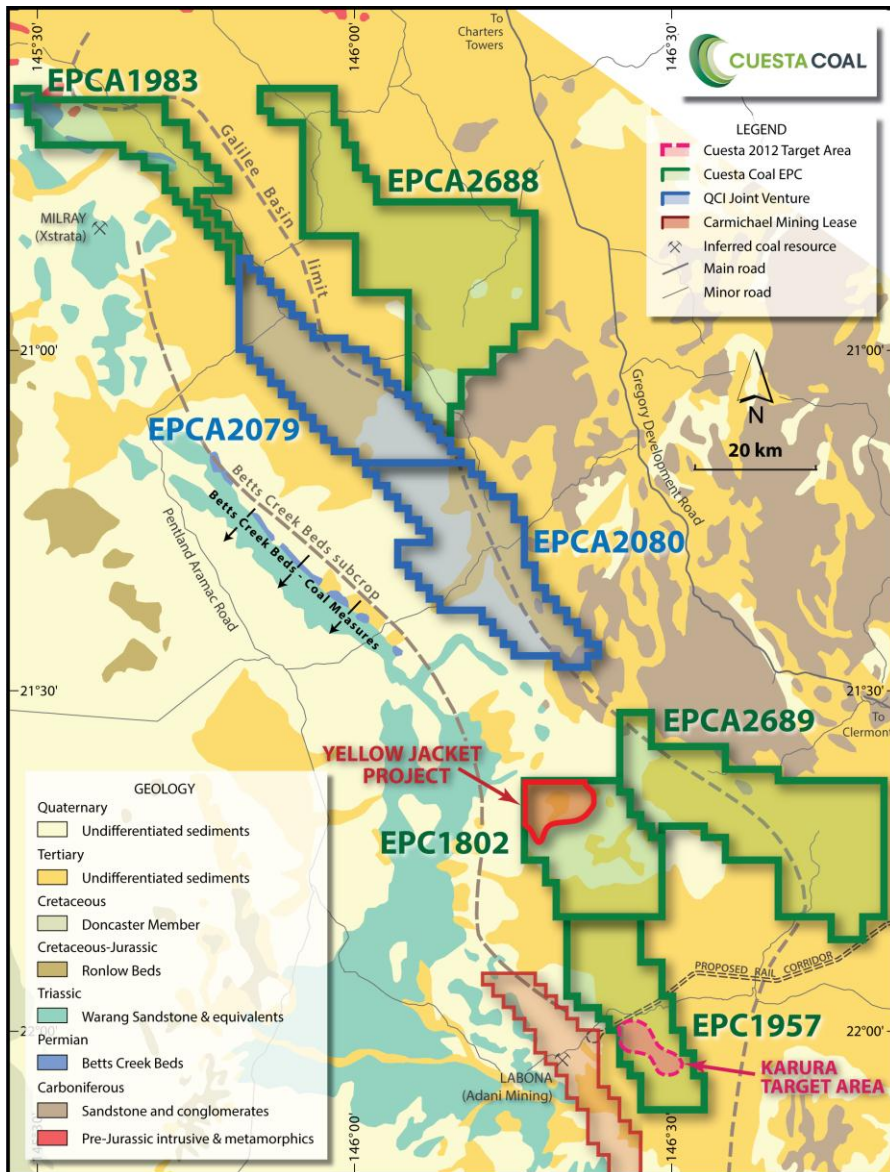 145°30'
146°00'
To
Charters
Towers
146°30'
CUESTA COAL
EPCA1983
LEGEND
Cuesta 2012 Target Area
Cuesta Coal EPC
QCI Joint Venture
Carmichael Mining Lease
Inferred coal resource
Main road
Minor road
Galilee Basin
limit
EPCA2688
MILRAY
(Xstrata)
21°00'
21°00'
Gregory Development Road
N
20 km
EPCA2079
Betts Creek Beds subcrop
Betts Creek Beds - Coal Measures
Pentland Aramac Road
EPCA2080
21°30'
21°30'
To
Clermont
EPCA2689
YELLOW JACKET
PROJECT
EPC1802
GEOLOGY
Quaternary
Undifferentiated sediments
Tertiary
Undifferentiated sediments
Cretaceous
Doncaster Member
Cretaceous-Jurassic
Ronlow Beds
Triassic
Warang Sandstone & equivalents
Permian
Betts Creek Beds
Carboniferous
Sandstone and conglomerates
Pre-Jurassic intrusive & metamorphics
PROPOSED RAIL CORRIDOR
EPC1957
22°00'
22°00'
LABONA
(Adani Mining)
KARURA
TARGET AREA
145°30'
146°00'
146°30'